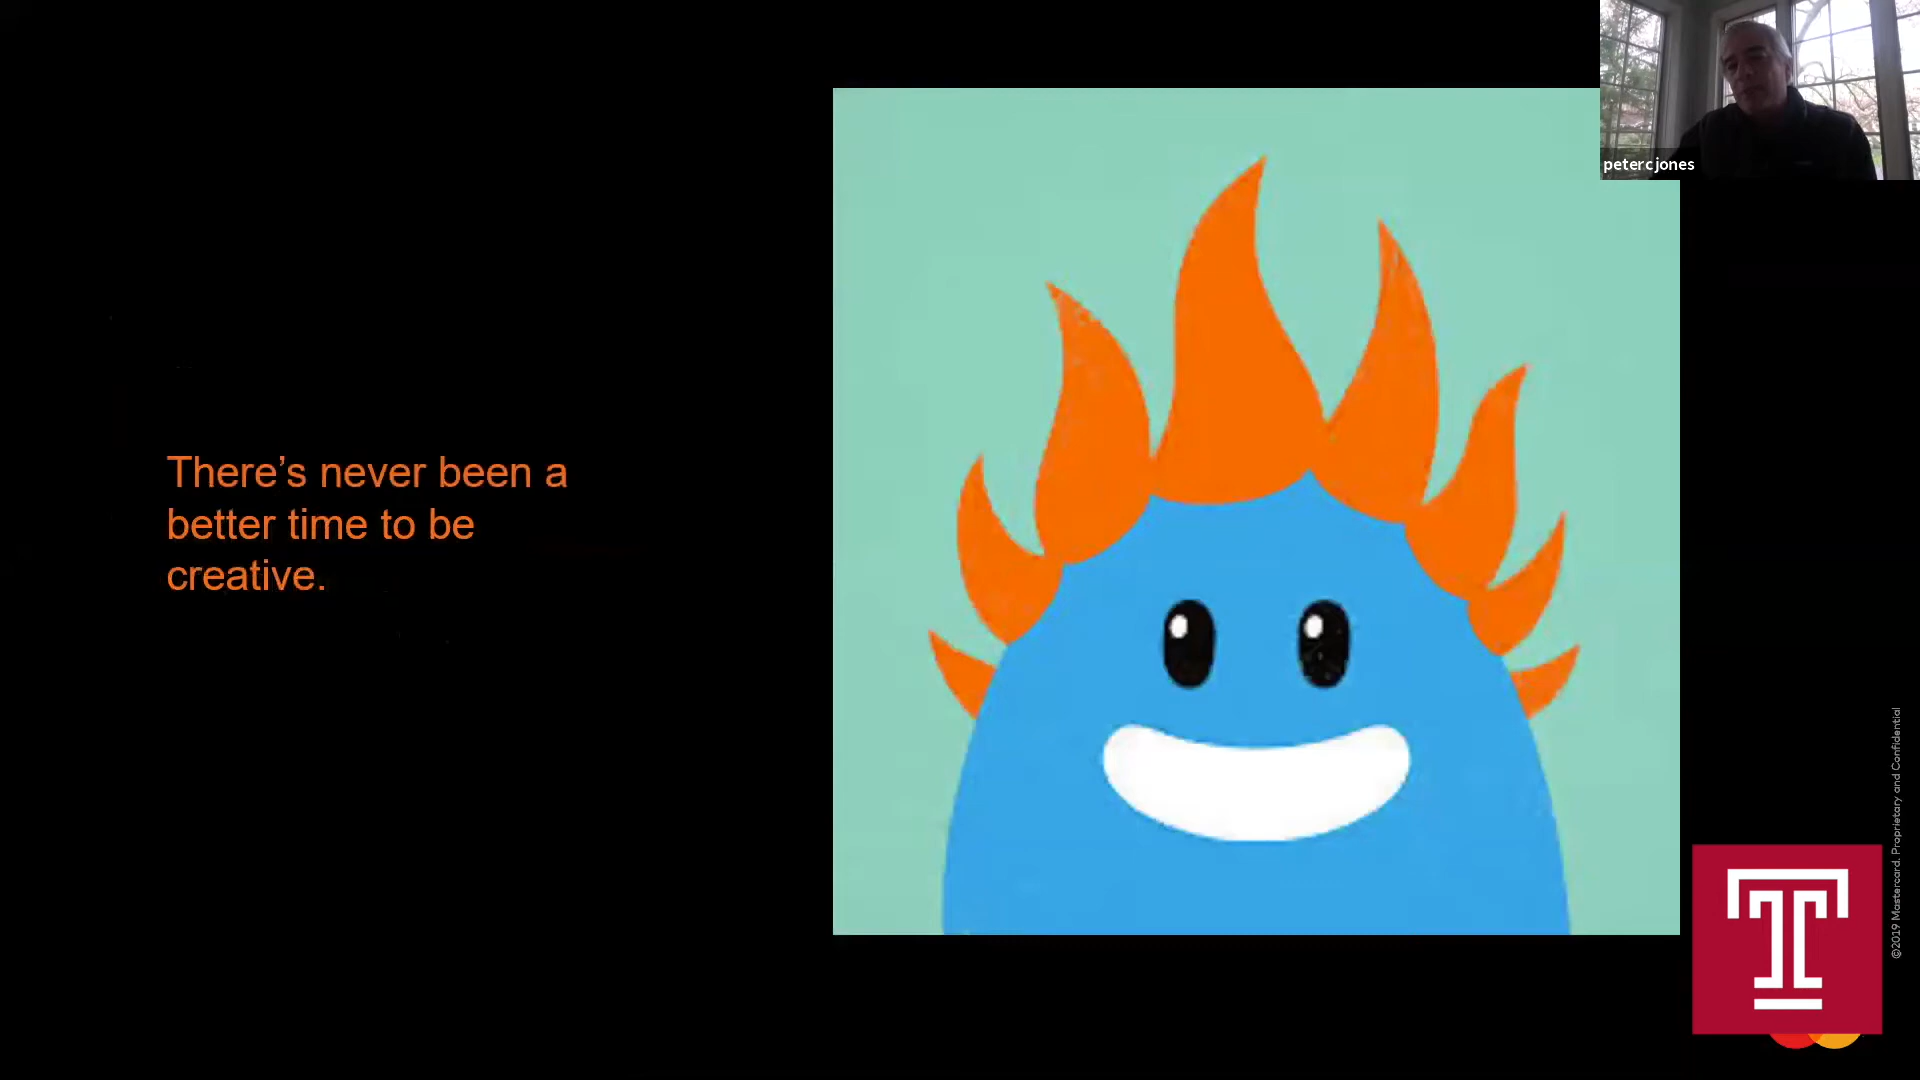 petercjones
There’s never been a
better time to be
creative.
©2019 Mastercard. Proprietary and Confidential
T